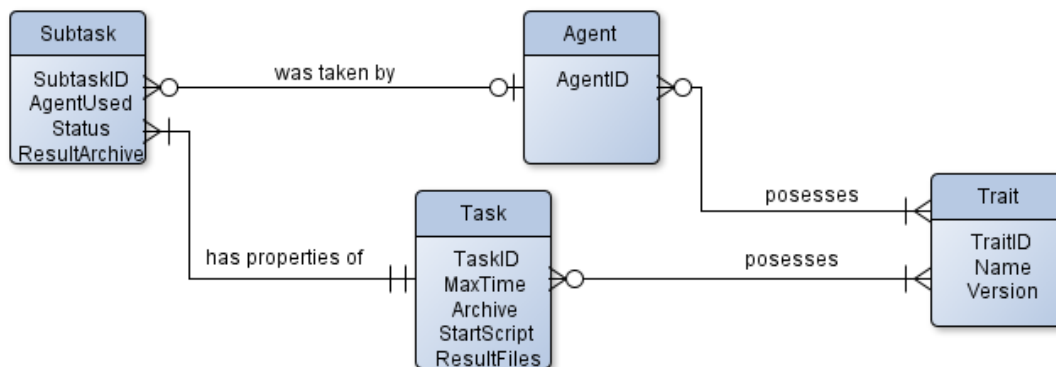 Subtask
SubtaskID
AgentUsed
Status
ResultArchive
was taken by
Agent
AgentID
has properties of
Task
TaskID
MaxTime
Archive
StartScript
ResultFiles
posesses
posesses
Trait
TraitID
Name
Version